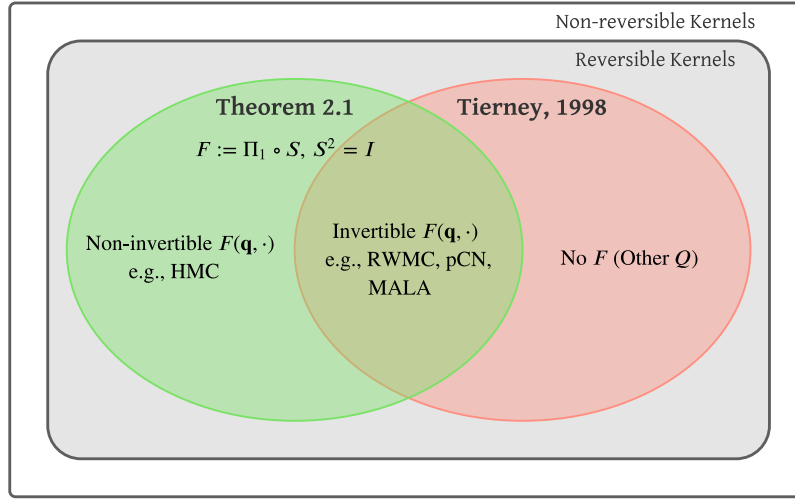 Non-reversible Kernels
Reversible Kernels
Theorem 2.1
Tierney, 1998
F := Π₁ ∘ S, S² = I
Non-invertible F(q, ·)
e.g., HMC
Invertible F(q, ·)
e.g., RWMC, pCN,
MALA
No F (Other Q)